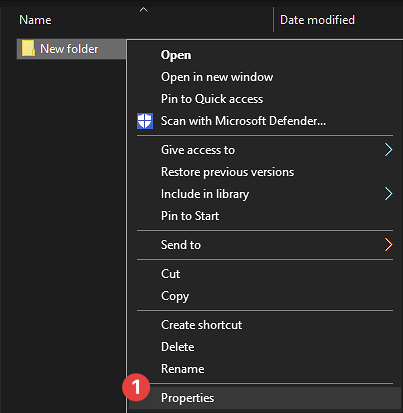 Name Date modified
New folder
Open
Open in new window
Pin to Quick access
Scan with Microsoft Defender...
Give access to
Restore previous versions
Include in library
Pin to Start
Send to
Cut
Copy
Create shortcut
Delete
Rename
1
Properties